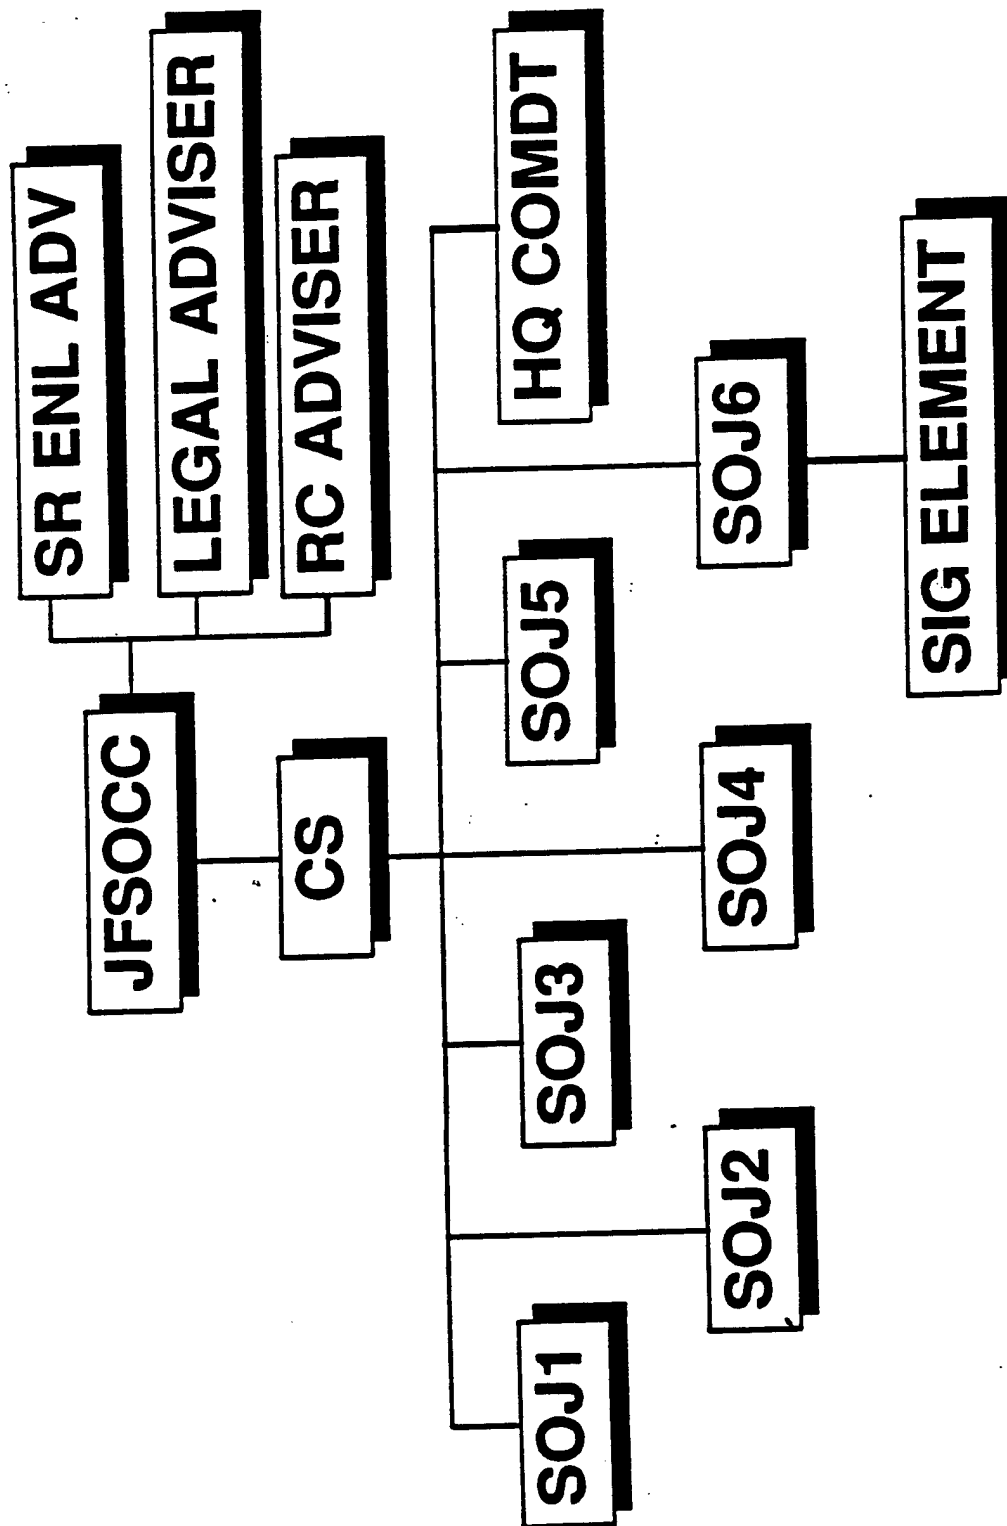 SR ENL ADV
JFSOCC
LEGAL ADVISER
CS
RC ADVISER
SOJ1
SOJ3
SOJ5
HQ COMDT
SOJ2
SOJ4
SOJ6
SIG ELEMENT